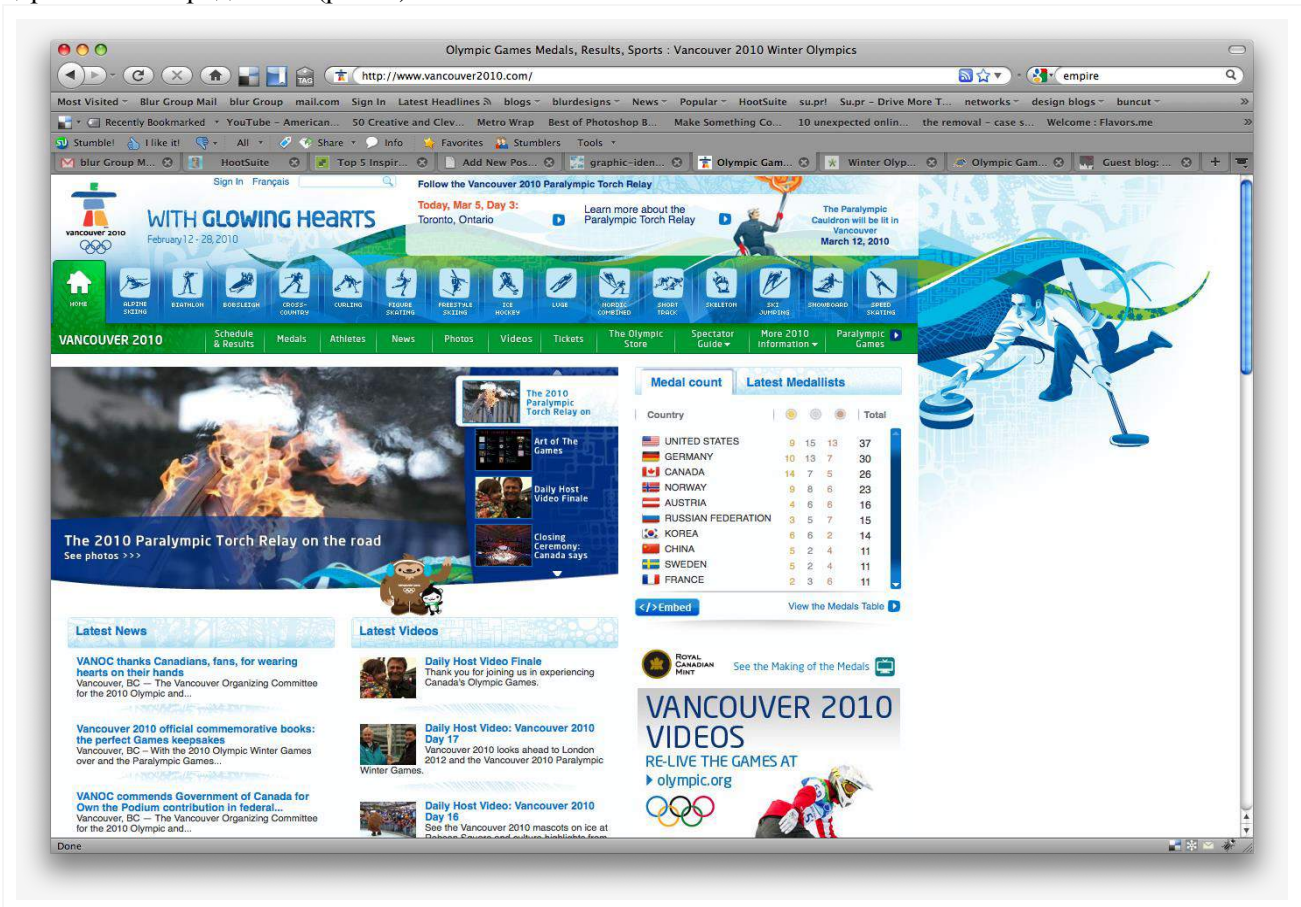 Olympic Games Medals, Results, Sports : Vancouver 2010 Winter Olympics
TAG http://www.vancouver2010.com/ empire
Most Visited Blur Group Mail blur Group mail.com Sign In Latest Headlines blogs blurdesigns News Popular HootSuite su.pr! Su.pr - Drive More T... networks design blogs buncut »
Recently Bookmarked YouTube - American... 50 Creative and Clev... Metro Wrap Best of Photoshop B... Make Something Co... 10 unexpected onlin... the removal – case s... Welcome : Flavors.me »
Stumble! I like it! All Share Info Favorites Stumblers Tools
blur Group M... HootSuite Top 5 Inspir... Add New Pos... graphic-iden... Olympic Gam... Winter Olyp... Olympic Gam... Guest blog: ... +
Sign In Français
Follow the Vancouver 2010 Paralympic Torch Relay
Today, Mar 5, Day 3:
Toronto, Ontario
Learn more about the
Paralympic Torch Relay
The Paralympic
Cauldron will be lit in
Vancouver
March 12, 2010
vancouver 2010
WITH GLOWING HEARTS
February 12 - 28, 2010
HOME
ALPINE
SKIING
BIATHLON
BOBSLEIGH
CROSS-
COUNTRY
CURLING
FIGURE
SKATING
FREESTYLE
SKIING
ICE
HOCKEY
LUGE
NORDIC
COMBINED
SHORT
TRACK
SKELETON
SKI
JUMPING
SNOWBOARD
SPEED
SKATING
VANCOUVER 2010
Schedule
& Results
Medals
Athletes
News
Photos
Videos
Tickets
The Olympic
Store
Spectator
Guide
More 2010
Information
Paralympic
Games
The 2010
Paralympic
Torch Relay on
Art of The
Games
Daily Host
Video Finale
Closing
Ceremony:
Canada says
The 2010 Paralympic Torch Relay on the road
See photos >>>
Medal count Latest Medallists
Country Total
UNITED STATES 9 15 13 37
GERMANY 10 13 7 30
CANADA 14 7 5 26
NORWAY 9 8 6 23
AUSTRIA 4 6 6 16
RUSSIAN FEDERATION 3 5 7 15
KOREA 6 6 2 14
CHINA 5 2 4 11
SWEDEN 5 2 4 11
FRANCE 2 3 6 11
</>Embed View the Medals Table
Latest News
VANOC thanks Canadians, fans, for wearing
hearts on their hands
Vancouver, BC — The Vancouver Organizing Committee
for the 2010 Olympic and...
Vancouver 2010 official commemorative books:
the perfect Games keepsakes
Vancouver, BC – With the 2010 Olympic Winter Games
over and the Paralympic Games...
VANOC commends Government of Canada for
Own the Podium contribution in federal...
Vancouver, BC — The Vancouver Organizing Committee
for the 2010 Olympic and...
Latest Videos
Daily Host Video Finale
Thank you for joining us in experiencing
Canada's Olympic Games.
Daily Host Video: Vancouver 2010
Day 17
Vancouver 2010 looks ahead to London
2012 and the Vancouver 2010 Paralympic
Winter Games.
Daily Host Video: Vancouver 2010
Day 16
See the Vancouver 2010 mascots on ice at
ROYAL
CANADIAN
MINT
See the Making of the Medals
VANCOUVER 2010
VIDEOS
RE-LIVE THE GAMES AT
olympic.org
Done